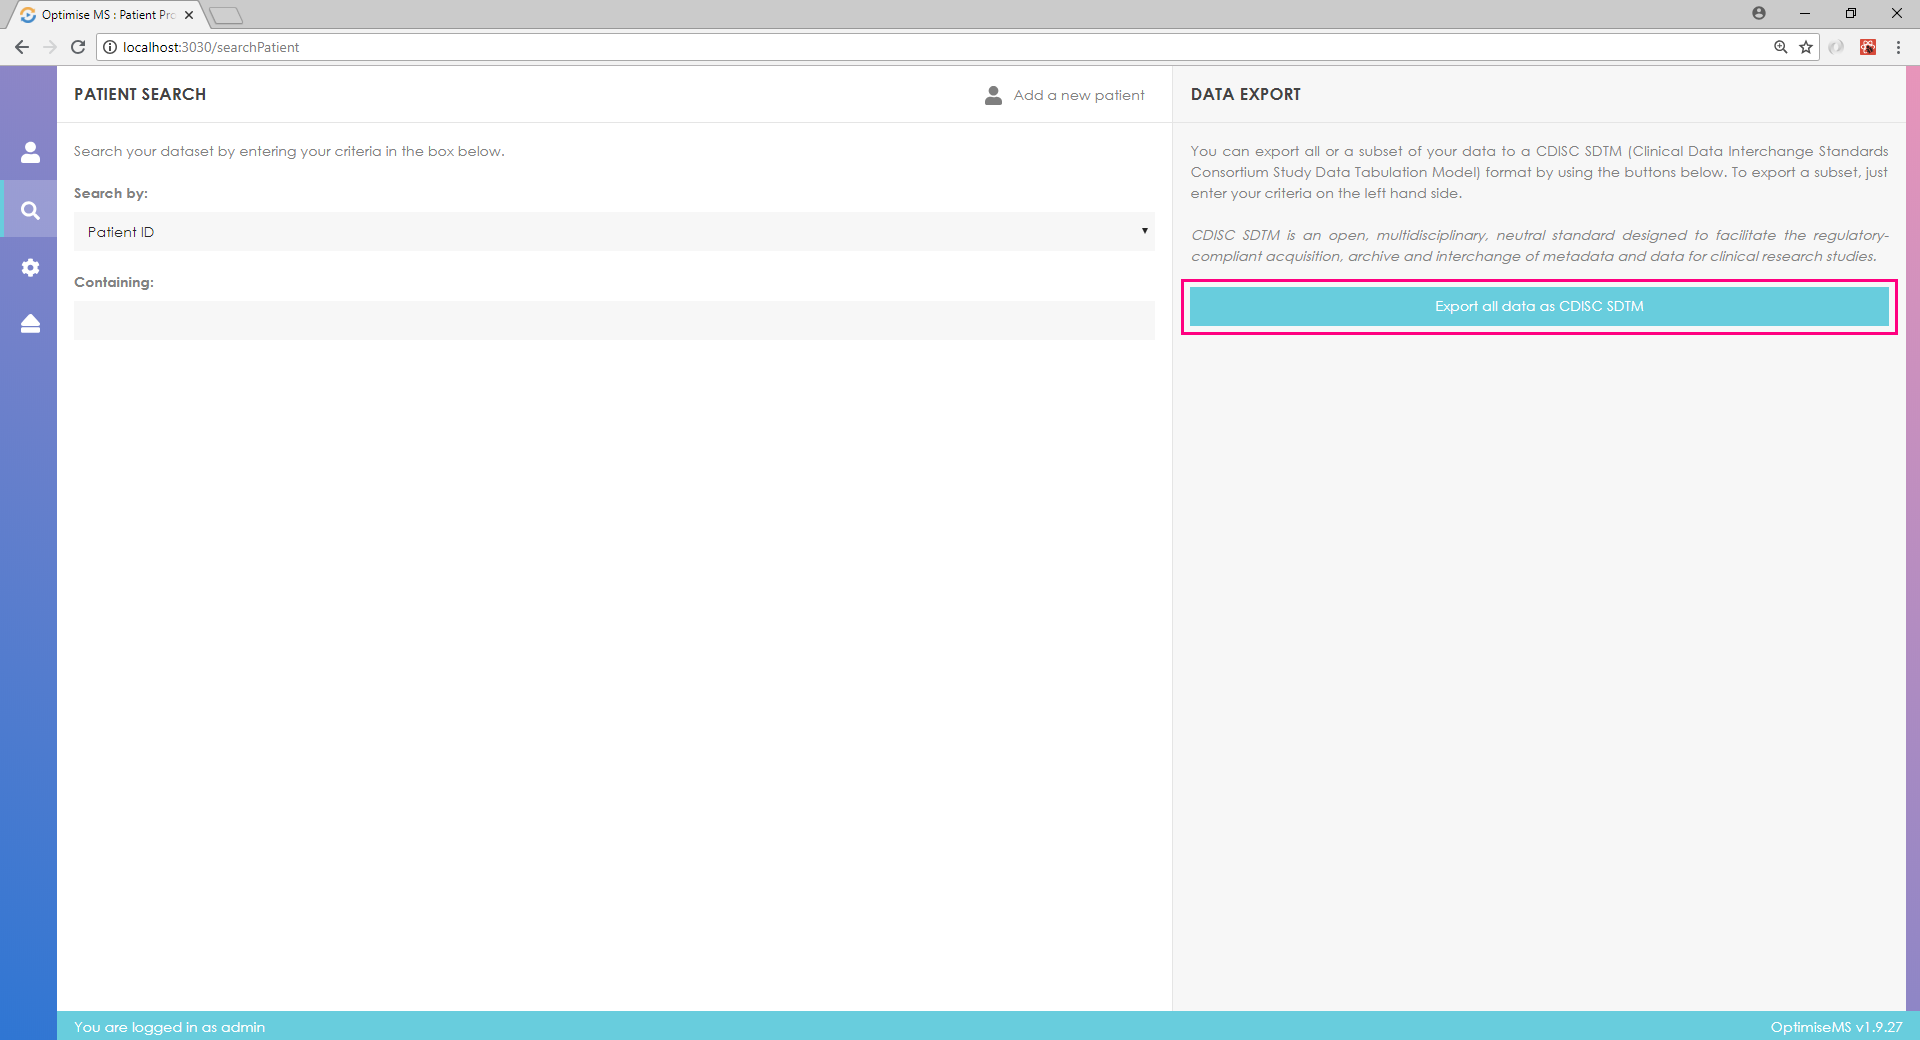 Optimise MS : Patient Pro
localhost:3030/searchPatient
PATIENT SEARCH
Add a new patient
Search your dataset by entering your criteria in the box below.
Search by:
Patient ID
Containing:
DATA EXPORT
You can export all or a subset of your data to a CDISC SDTM (Clinical Data Interchange Standards
Consortium Study Data Tabulation Model) format by using the buttons below. To export a subset, just
enter your criteria on the left hand side.
CDISC SDTM is an open, multidisciplinary, neutral standard designed to facilitate the regulatory-
compliant acquisition, archive and interchange of metadata and data for clinical research studies.
Export all data as CDISC SDTM
You are logged in as admin
OptimiseMS v1.9.27